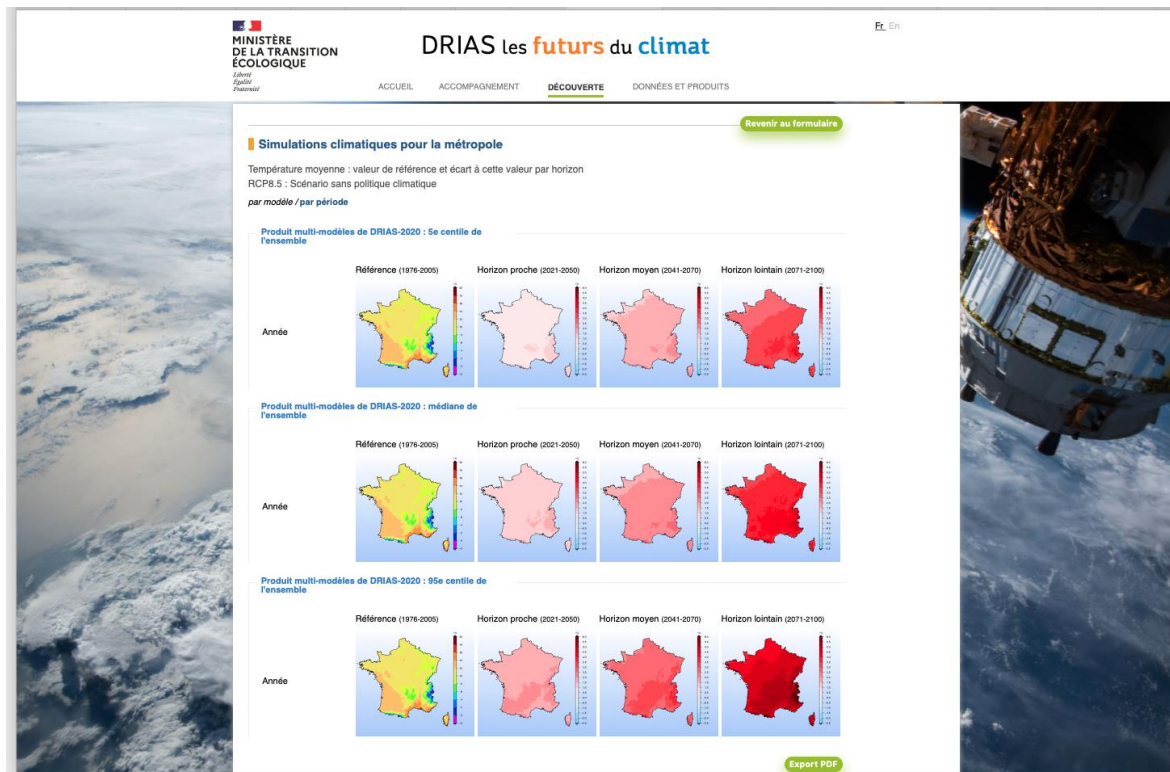 MINISTÈRE
DE LA TRANSITION
ÉCOLOGIQUE
Liberté
Égalité
Fraternité
DRIAS les futurs du climat
Fr En
ACCUEIL ACCOMPAGNEMENT DÉCOUVERTE DONNÉES ET PRODUITS
Revenir au formulaire
Simulations climatiques pour la métropole
Température moyenne : valeur de référence et écart à cette valeur par horizon
RCP8.5 : Scénario sans politique climatique
par modèle / par période
Produit multi-modèles de DRIAS-2020 : 5e centile de
l'ensemble
Référence (1976-2005) Horizon proche (2021-2050) Horizon moyen (2041-2070) Horizon lointain (2071-2100)
Année
Produit multi-modèles de DRIAS-2020 : médiane de
l'ensemble
Référence (1976-2005) Horizon proche (2021-2050) Horizon moyen (2041-2070) Horizon lointain (2071-2100)
Année
Produit multi-modèles de DRIAS-2020 : 95e centile de
l'ensemble
Référence (1976-2005) Horizon proche (2021-2050) Horizon moyen (2041-2070) Horizon lointain (2071-2100)
Année
Export PDF